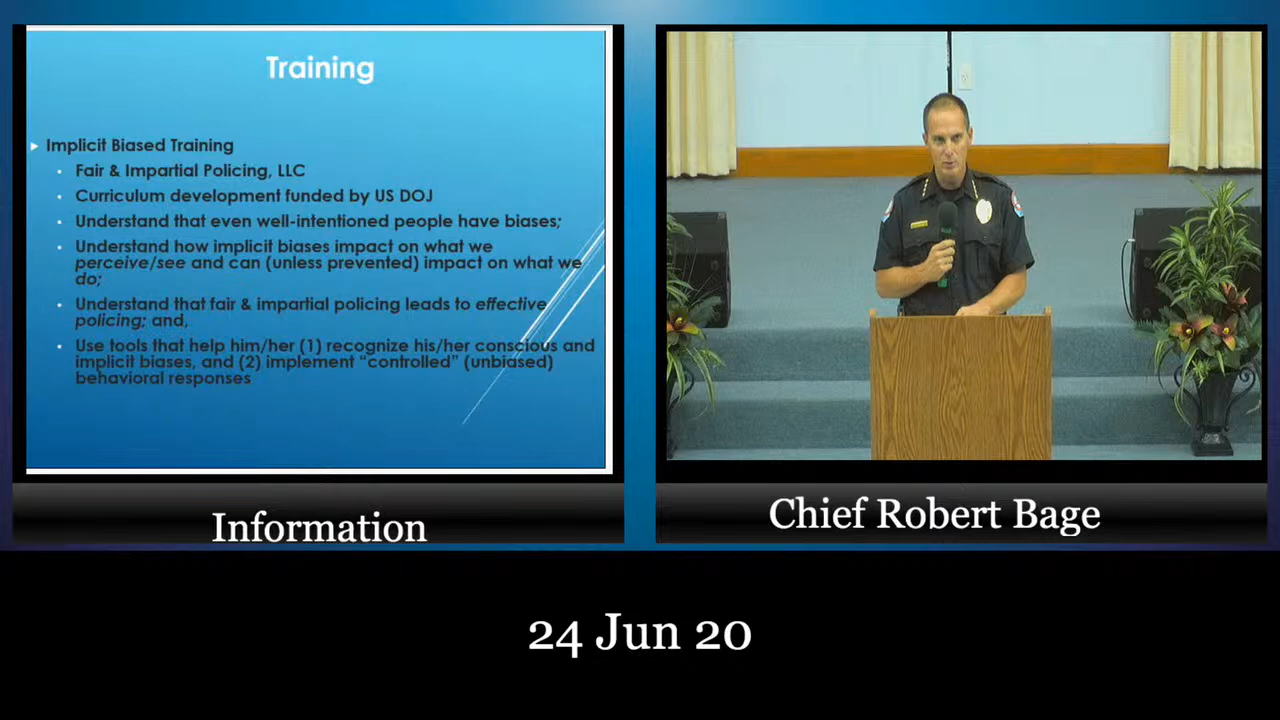 Training
Implicit Biased Training
Fair & Impartial Policing, LLC
Curriculum development funded by US DOJ
Understand that even well-intentioned people have biases;
Understand how implicit biases impact on what we
perceive/see and can (unless prevented) impact on what we
do;
Understand that fair & impartial policing leads to effective
policing; and,
Use tools that help him/her (1) recognize his/her conscious and
implicit biases, and (2) implement “controlled” (unbiased)
behavioral responses
Information
Chief Robert Bage
24 Jun 20